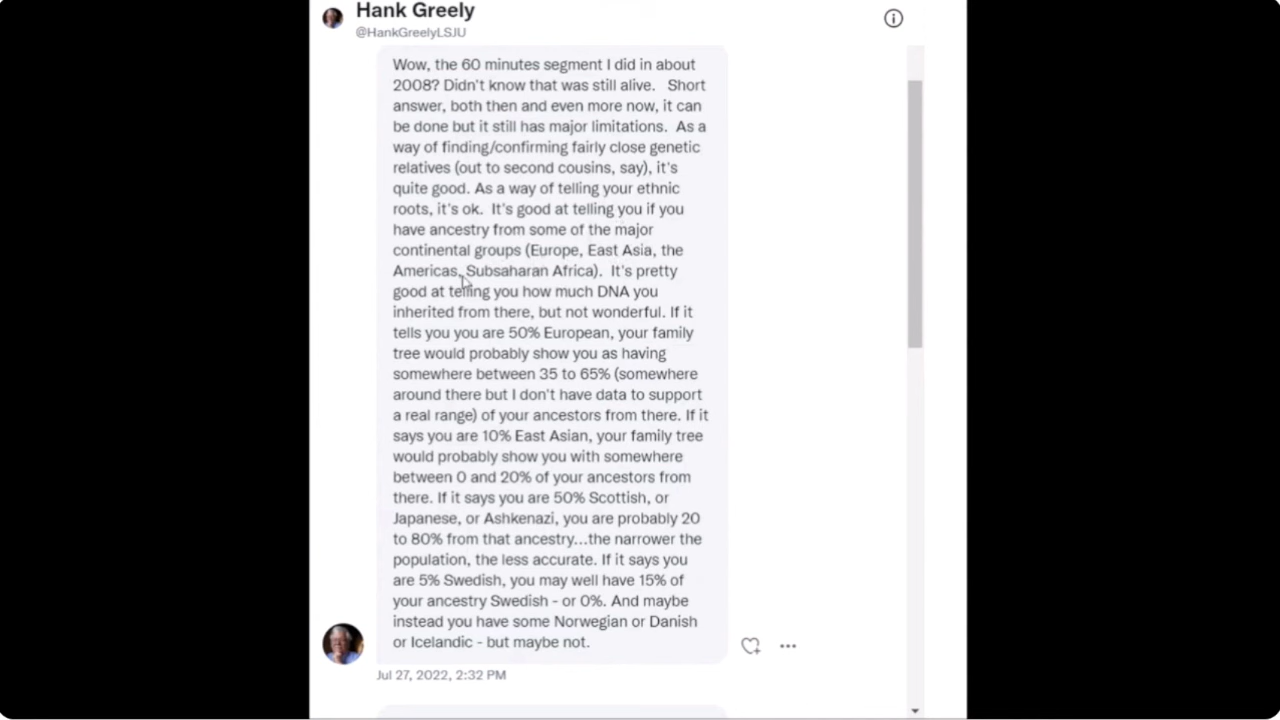 Hank Greely
@HankGreelyLSJU
Wow, the 60 minutes segment I did in about
2008? Didn't know that was still alive. Short
answer, both then and even more now, it can
be done but it still has major limitations. As a
way of finding/confirming fairly close genetic
relatives (out to second cousins, say), it's
quite good. As a way of telling your ethnic
roots, it's ok. It's good at telling you if you
have ancestry from some of the major
continental groups (Europe, East Asia, the
Americas, Subsaharan Africa). It's pretty
good at telling you how much DNA you
inherited from there, but not wonderful. If it
tells you you are 50% European, your family
tree would probably show you as having
somewhere between 35 to 65% (somewhere
around there but I don't have data to support
a real range) of your ancestors from there. If it
says you are 10% East Asian, your family tree
would probably show you with somewhere
between 0 and 20% of your ancestors from
there. If it says you are 50% Scottish, or
Japanese, or Ashkenazi, you are probably 20
to 80% from that ancestry...the narrower the
population, the less accurate. If it says you
are 5% Swedish, you may well have 15% of
your ancestry Swedish - or 0%. And maybe
instead you have some Norwegian or Danish
or Icelandic - but maybe not.
Jul 27, 2022, 2:32 PM